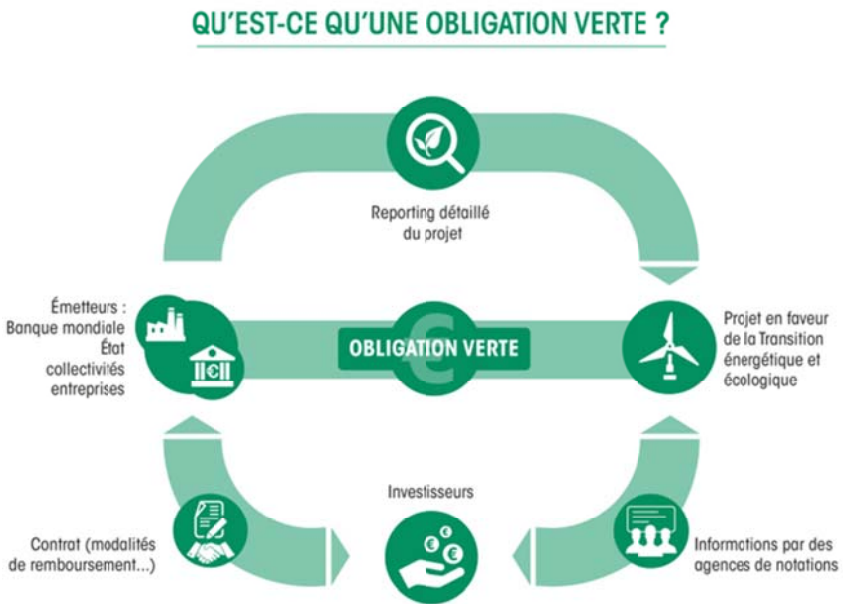 QU'EST-CE QU'UNE OBLIGATION VERTE ?
Reporting détaillé
du projet
Émetteurs :
Banque mondiale
État
collectivités
entreprises
€
OBLIGATION VERTE
Projet en faveur
de la Transition
énergétique et
écologique
Investisseurs
Contrat (modalités
de remboursement...)
€
€
€
Informctions par des
agences de notations